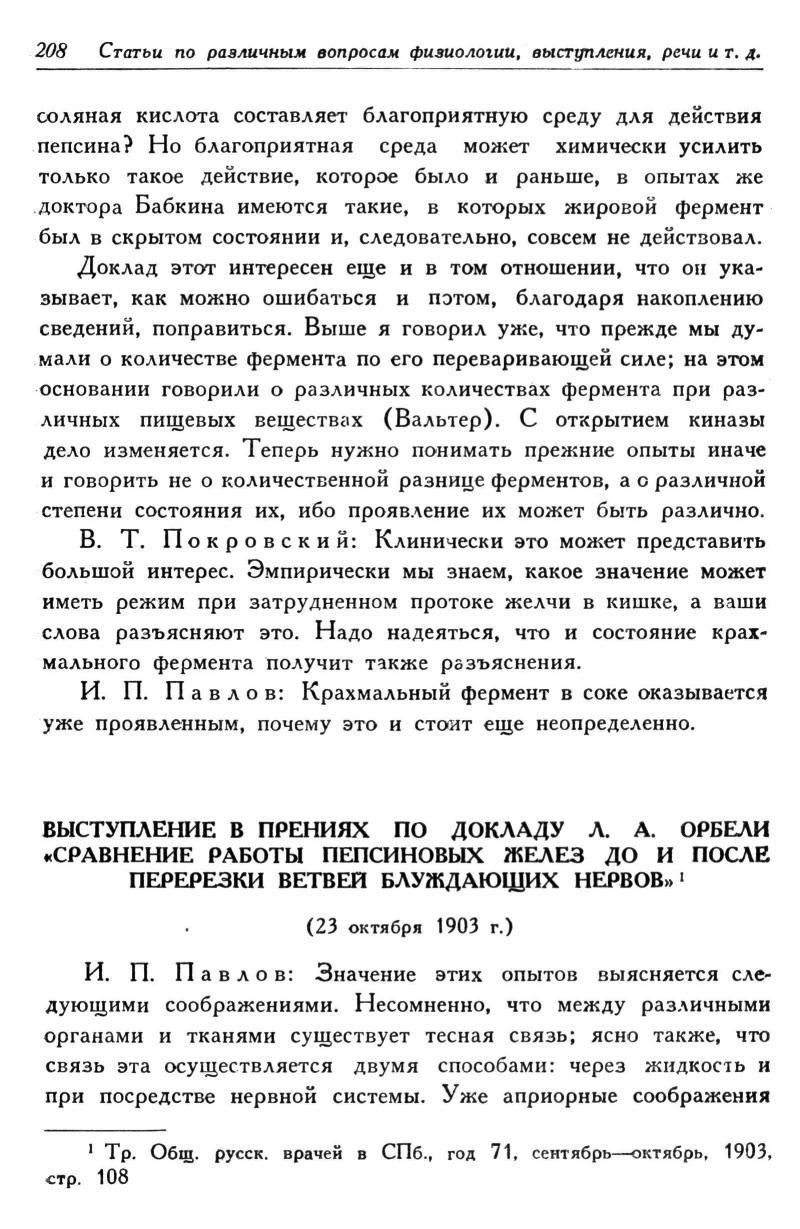 208 Статьи по различным вопросам физиологии, выступления, речи и т. д.
соляная кислота составляет благоприятную среду для действия
пепсина? Но благоприятная среда может химически усилить
только такое действие, которое было и раньше, в опытах же
доктора Бабкина имеются такие, в которых жировой фермент
был в скрытом состоянии и, следовательно, совсем не действовал.
Доклад этот интересен еще и в том отношении, что он ука-
зывает, как можно ошибаться и потом, благодаря накоплению
сведений, поправиться. Выше я говорил уже, что прежде мы ду-
мали о количестве фермента по его переваривающей силе; на этом
основании говорили о различных количествах фермента при раз-
личных пищевых веществах (Вальтер). С открытием киназы
дело изменяется. Теперь нужно понимать прежние опыты иначе
и говорить не о количественной разнице ферментов, а о различной
степени состояния их, ибо проявление их может быть различно.
В. Т. Покровский: Клинически это может представить
большой интерес. Эмпирически мы знаем, какое значение может
иметь режим при затрудненном протоке желчи в кишке, а ваши
слова разъясняют это. Надо надеяться, что и состояние крах-
мального фермента получит также разъяснения.
И. П. Павлов: Крахмальный фермент в соке оказывается
уже проявленным, почему это и стоит еще неопределенно.
ВЫСТУПЛЕНИЕ В ПРЕНИЯХ ПО ДОКЛАДУ Л. А. ОРБЕЛИ
«СРАВНЕНИЕ РАБОТЫ ПЕПСИНОВЫХ ЖЕЛЕЗ ДО И ПОСЛЕ
ПЕРЕРЕЗКИ ВЕТВЕЙ БЛУЖДАЮЩИХ НЕРВОВ» ¹
(23 октября 1903 г.)
И. П. Павлов: Значение этих опытов выясняется сле-
дующими соображениями. Несомненно, что между различными
органами и тканями существует тесная связь; ясно также, что
связь эта осуществляется двумя способами: через жидкость и
при посредстве нервной системы. Уже априорные соображения
¹ Тр. Общ. русск. врачей в СПб., год 71, сентябрь—октябрь, 1903,
стр. 108